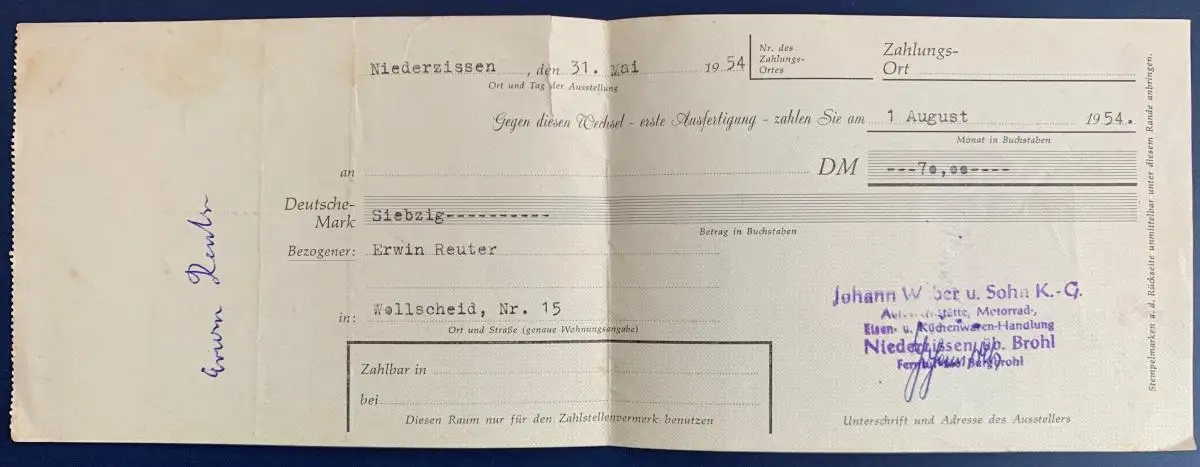 Niederzissen, den 31. Mai 1954
Ort und Tag der Ausstellung
Nr. des
Zahlungs-
Ortes
Zahlungs-
Ort
Gegen diesen Wechsel - erste Ausfertigung - zahlen Sie am 1 August 1954.
Monat in Buchstaben
an
DM ---70,00----
Deutsche-
Mark Siebzig----------
Betrag in Buchstaben
Bezogener: Erwin Reuter
in: Wollscheid, Nr. 15
Ort und Straße (genaue Wohnungsangabe)
Zahlbar in
bei
Diesen Raum nur für den Zahlstellenvermerk benutzen
Johann Weber u. Sohn K.-G.
Motorrad-,
Eisen- u. Küchenwaren-Handlung
Niederzissen üb. Brohl
Burgbrohl
Unterschrift und Adresse des Ausstellers
Stempelmarken a. d. Rückseite unmittelbar unter diesem Rande anbringen.
Erwin Reuter